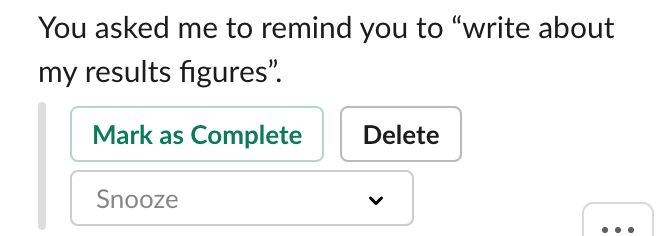 You asked me to remind you to “write about
my results figures”.
Mark as Complete
Delete
Snooze